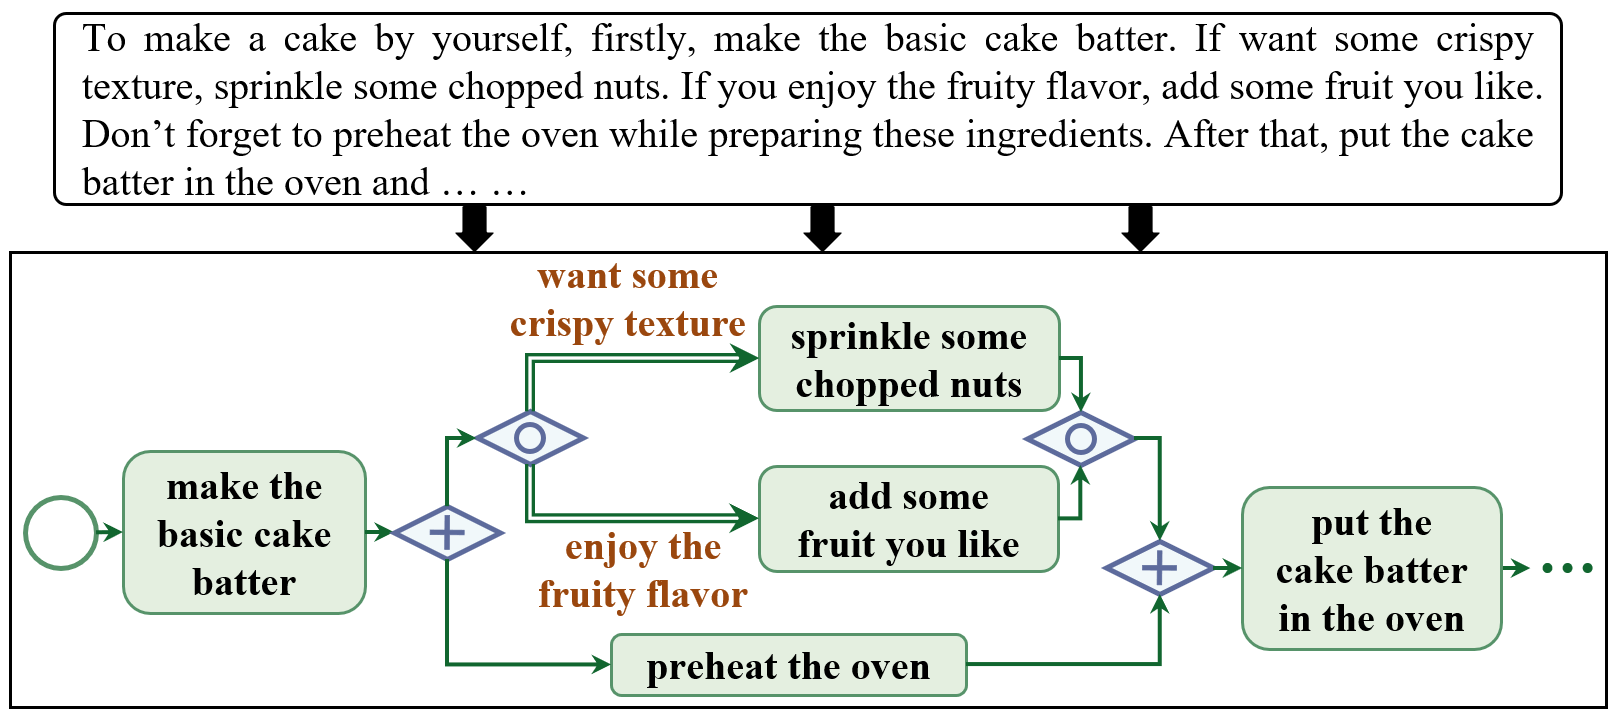 To make a cake by yourself, firstly, make the basic cake batter. If want some crispy
texture, sprinkle some chopped nuts. If you enjoy the fruity flavor, add some fruit you like.
Don’t forget to preheat the oven while preparing these ingredients. After that, put the cake
batter in the oven and … …
want some
crispy texture
sprinkle some
chopped nuts
make the
basic cake
batter
add some
fruit you like
enjoy the
fruity flavor
put the
cake batter
in the oven
preheat the oven